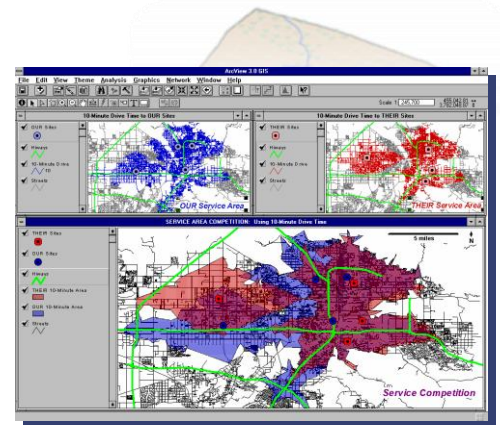 ArcView 3.0 GIS
File Edit View Theme Analysis Graphics Network Window Help
Scale 1: 245,700
10-Minute Drive Time to OUR Sites
OUR Sites
Hiways
10-Minute Drive
10
Streets
OUR Service Area
10-Minute Drive Time to THEIR Sites
THEIR Sites
Hiways
10-Minute Drive
Streets
THEIR Service Area
SERVICE AREA COMPETITION: Using 10-Minute Drive Time
THEIR Sites
OUR Sites
Hiways
THEIR 10-Minute Area
OUR 10-Minute Area
Streets
5 miles
N
Service Competition